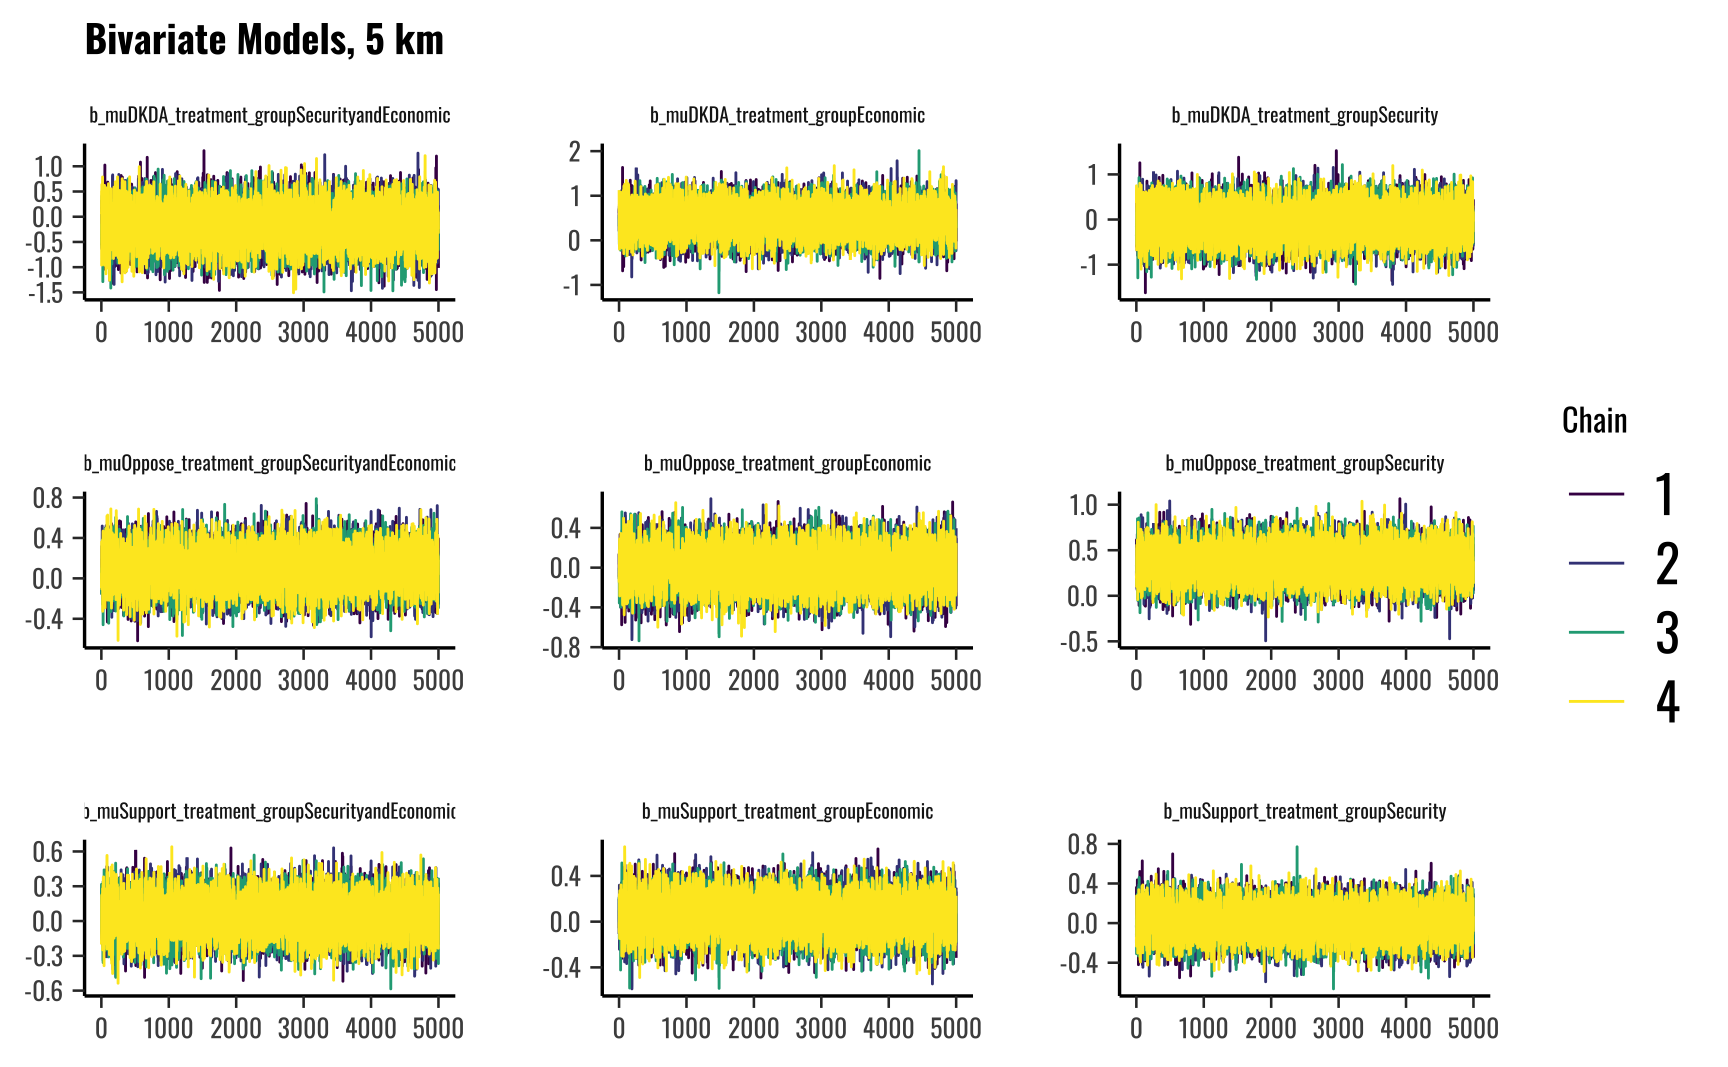 Bivariate Models, 5 km
b_muDKDA_treatment_groupSecurityandEconomic
b_muDKDA_treatment_groupEconomic
b_muDKDA_treatment_groupSecurity
1.0
0.5
0.0
-0.5
-1.0
-1.5
0 1000 2000 3000 4000 5000
2
1
0
-1
0 1000 2000 3000 4000 5000
1
0
-1
0 1000 2000 3000 4000 5000
b_muOppose_treatment_groupSecurityandEconomic
b_muOppose_treatment_groupEconomic
b_muOppose_treatment_groupSecurity
0.8
0.4
0.0
-0.4
0 1000 2000 3000 4000 5000
0.4
0.0
-0.4
-0.8
0 1000 2000 3000 4000 5000
1.0
0.5
0.0
-0.5
0 1000 2000 3000 4000 5000
b_muSupport_treatment_groupSecurityandEconomic
b_muSupport_treatment_groupEconomic
b_muSupport_treatment_groupSecurity
0.6
0.3
0.0
-0.3
-0.6
0 1000 2000 3000 4000 5000
0.4
0.0
-0.4
0 1000 2000 3000 4000 5000
0.8
0.4
0.0
-0.4
0 1000 2000 3000 4000 5000
Chain
1
2
3
4